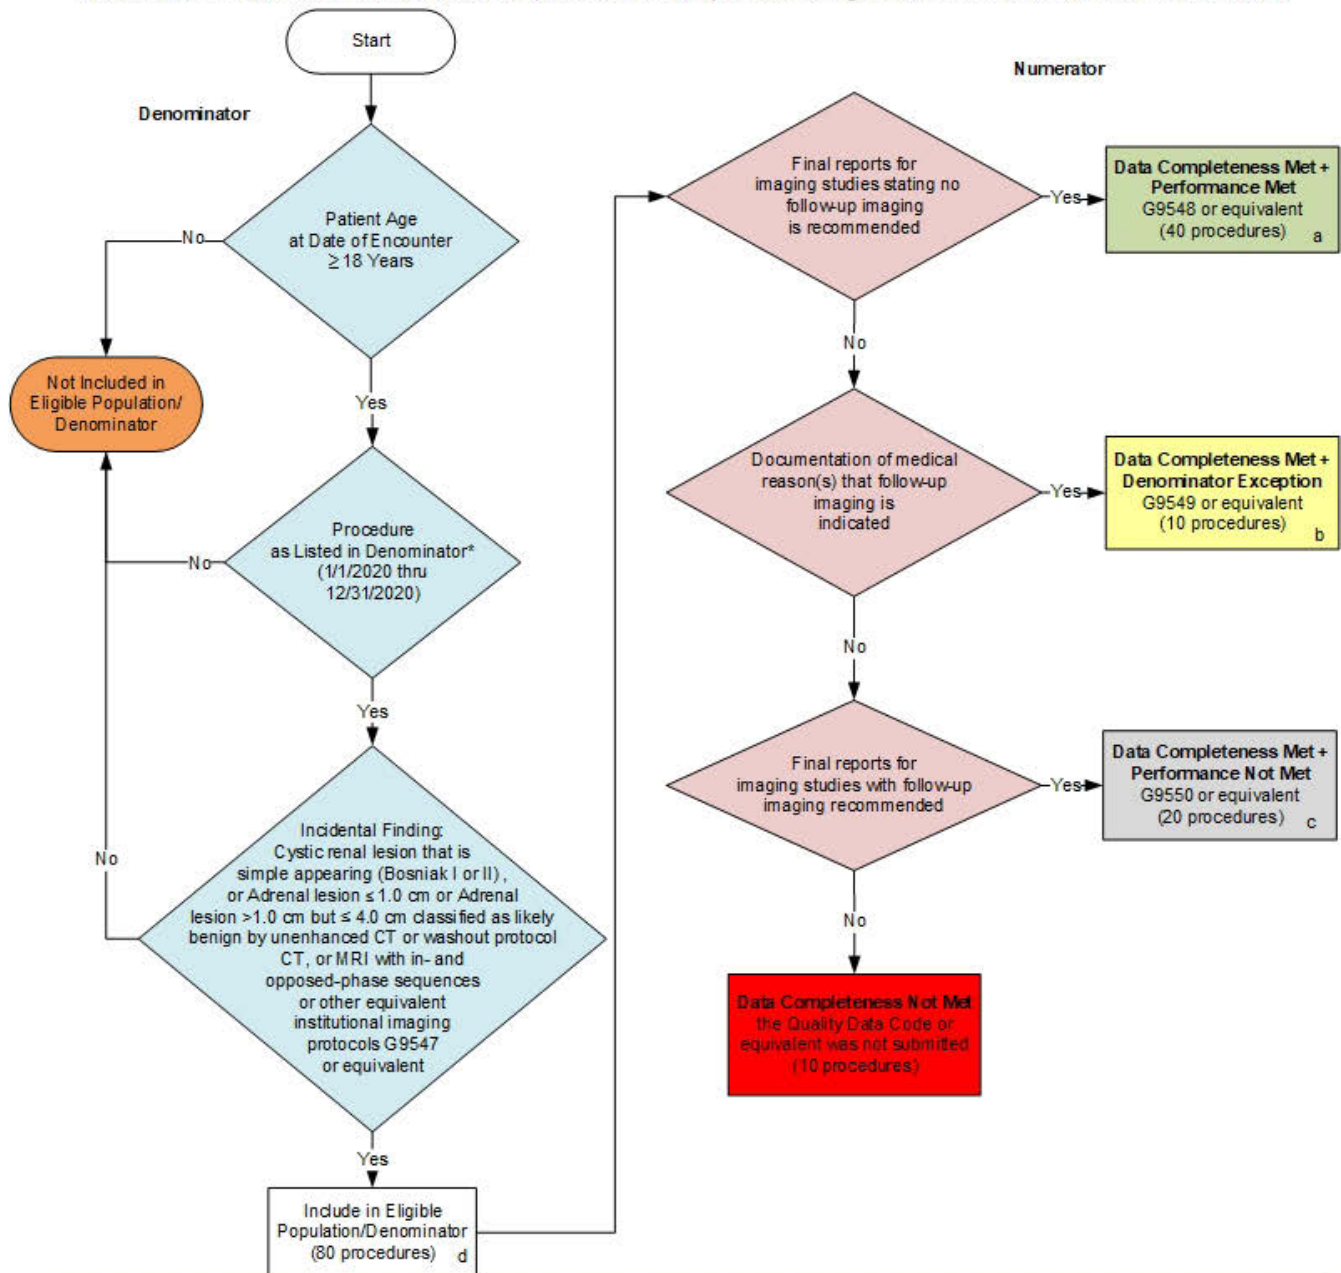 Start
Denominator
Patient Age
at Date of Encounter
≥ 18 Years
No
Yes
Not Included in
Eligible Population/
Denominator
Procedure
as Listed in Denominator*
(1/1/2020 thru
12/31/2020)
No
Yes
Incidental Finding:
Cystic renal lesion that is
simple appearing (Bosniak I or II) ,
or Adrenal lesion ≤ 1.0 cm or Adrenal
lesion >1.0 cm but ≤ 4.0 cm classified as likely
benign by unenhanced CT or washout protocol
CT, or MRI with in- and
opposed-phase sequences
or other equivalent
institutional imaging
protocols G9547
or equivalent
No
Yes
Include in Eligible
Population/Denominator
(80 procedures) d
Numerator
Final reports for
imaging studies stating no
follow-up imaging
is recommended
Yes
Data Completeness Met +
Performance Met
G9548 or equivalent
(40 procedures) a
No
Documentation of medical
reason(s) that follow-up
imaging is
indicated
Yes
Data Completeness Met +
Denominator Exception
G9549 or equivalent
(10 procedures) b
No
Final reports for
imaging studies with follow-up
imaging recommended
Yes
Data Completeness Met +
Performance Not Met
G9550 or equivalent
(20 procedures) c
No
Data Completeness Not Met
the Quality Data Code or
equivalent was not submitted
(10 procedures)